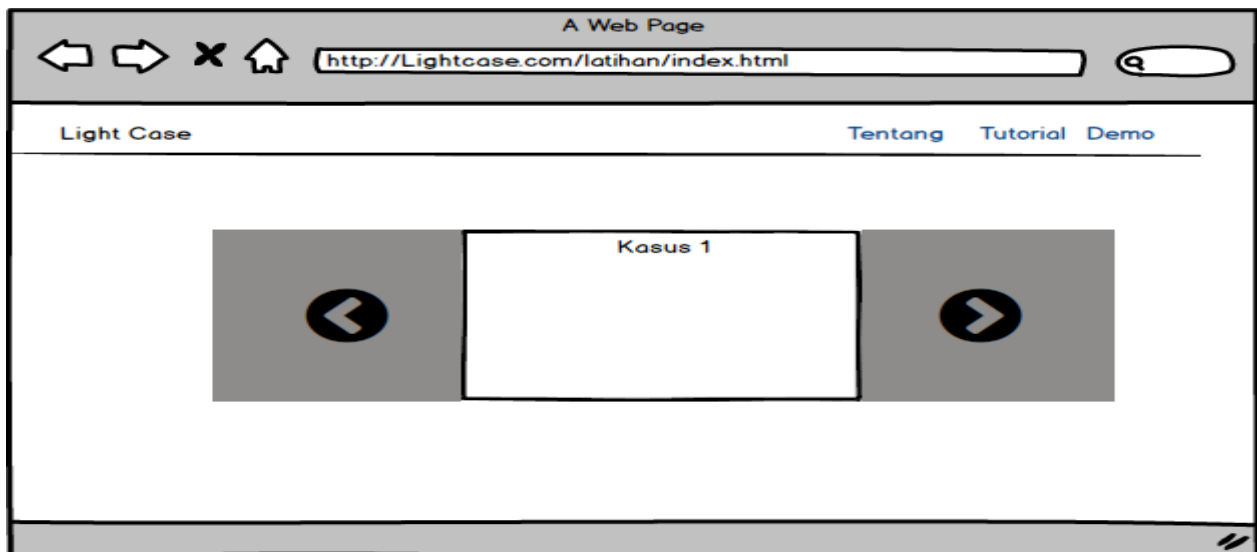 A Web Page
http://Lightcase.com/latihan/index.html
Light Case Tentang Tutorial Demo
Kasus 1